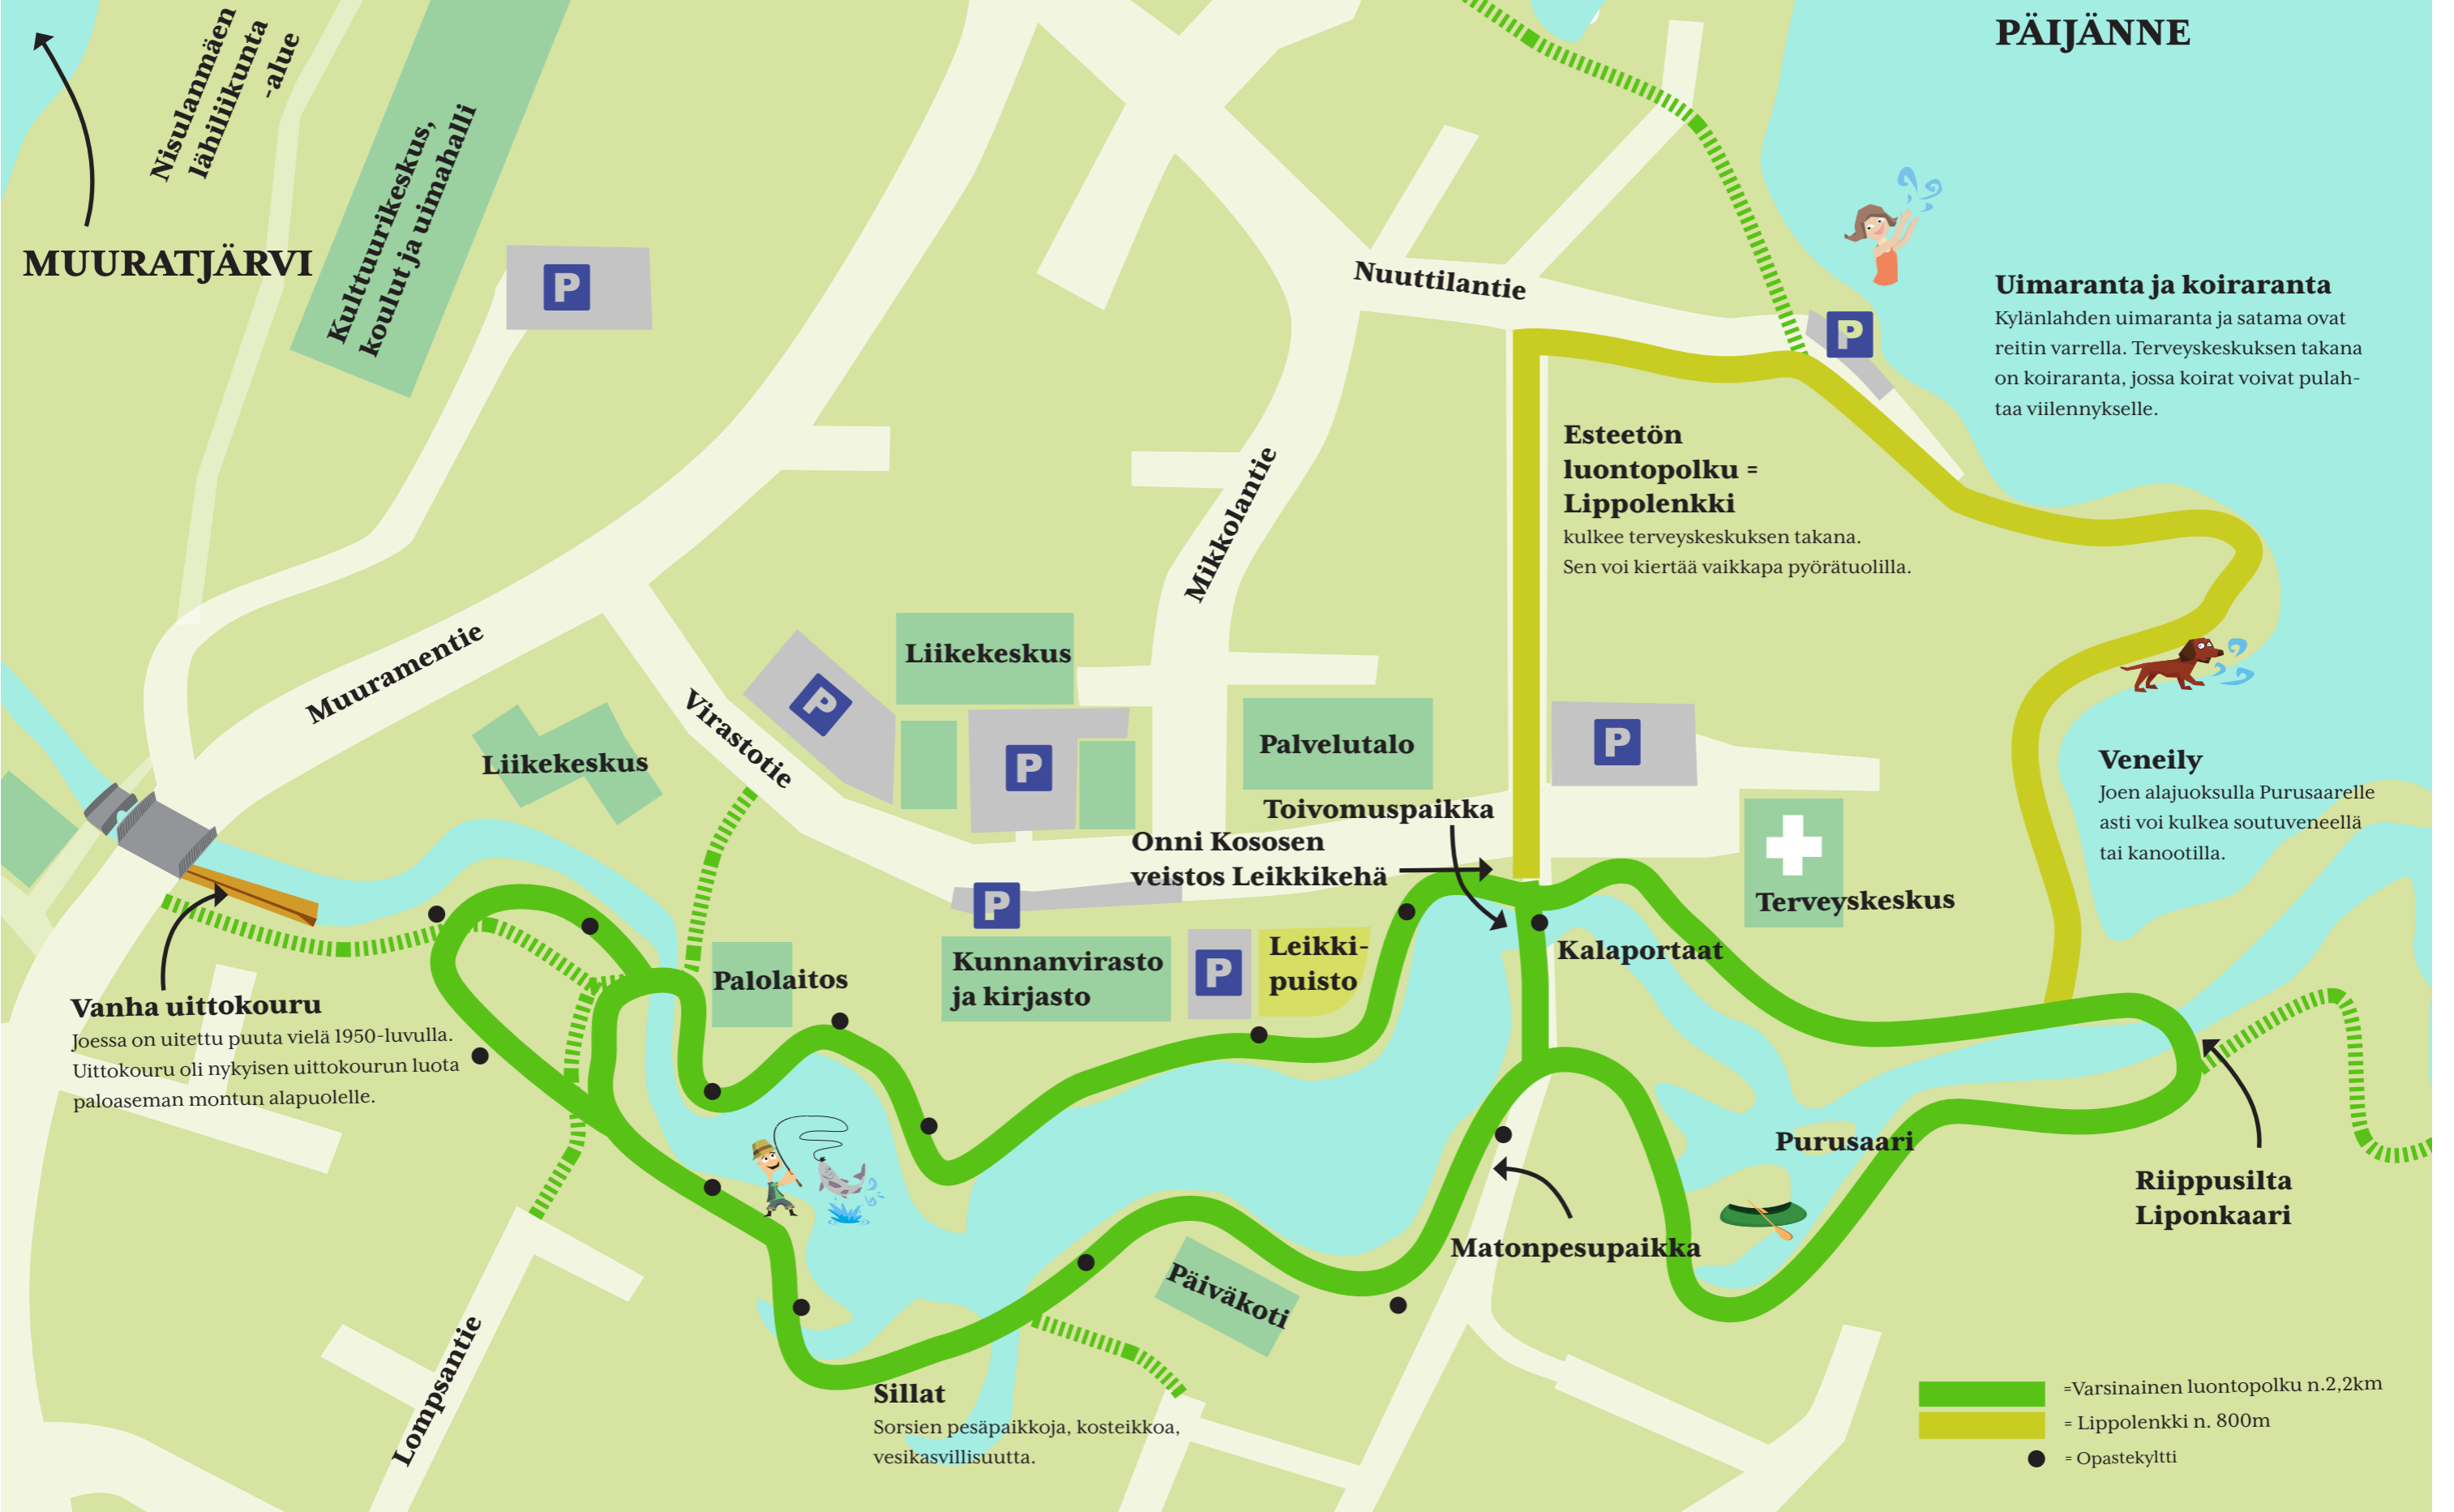 PÄIJÄNNE
Nisulanmäen
lähiliikunta
-alue
Kulttuurikeskus,
koulut ja uimahalli
MUURATJÄRVI
P
Nuuttilantie
P
Uimaranta ja koiraranta
Kylänlahden uimaranta ja satama ovat
reitin varrella. Terveyskeskuksen takana
on koiraranta, jossa koirat voivat pulah-
taa viilennykselle.
Esteetön
luontopolku =
Lippolenkki
kulkee terveyskeskuksen takana.
Sen voi kiertää vaikkapa pyörätuolilla.
Mikkolantie
Muuramentie
Liikekeskus
Virastotie
P
Liikekeskus
P
Palvelutalo
P
Veneily
Joen alajuoksulla Purusaarelle
asti voi kulkea soutuveneellä
tai kanootilla.
Toivomuspaikka
Onni Kososen
veistos Leikkikehä
P
Terveyskeskus
Kalaportaat
Palolaitos
Kunnanvirasto
ja kirjasto
P
Leikki-
puisto
Vanha uittokouru
Joessa on uitettu puuta vielä 1950-luvulla.
Uittokouru oli nykyisen uittokourun luota
paloaseman montun alapuolelle.
Purusaari
Riippusilta
Liponkaari
Matonpesupaikka
Päiväkoti
Lompsantie
Sillat
Sorsien pesäpaikkoja, kosteikkoa,
vesikasvillisuutta.
=Varsinainen luontopolku n.2,2km
= Lippolenkki n. 800m
= Opastekyltti